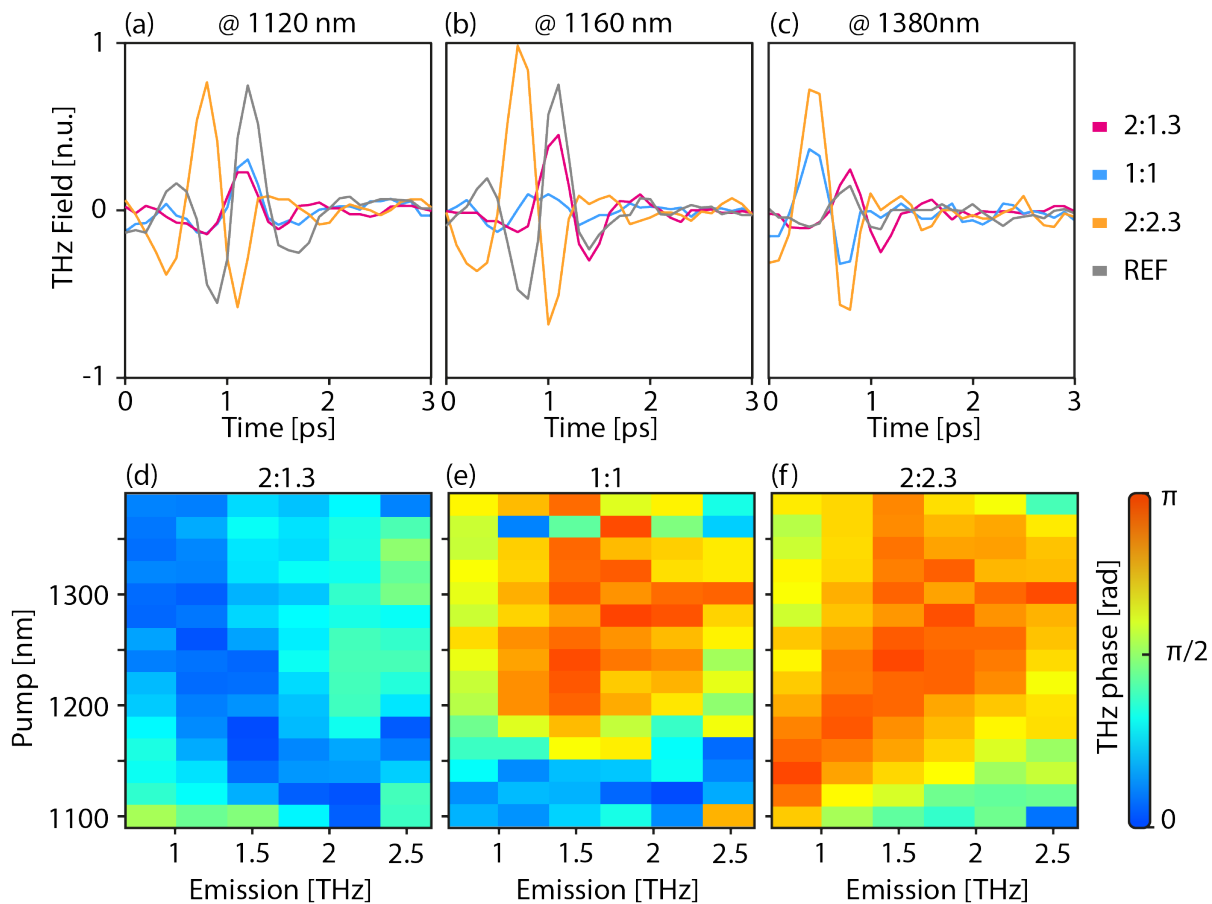 (a) @ 1120 nm (b) @ 1160 nm (c) @ 1380nm
1
0
-1
THz Field [n.u.]
0 1 2 3 0 1 2 3 0 1 2 3
Time [ps] Time [ps] Time [ps]
2:1.3
1:1
2:2.3
REF
(d) 2:1.3 (e) 1:1 (f) 2:2.3
1300
1200
1100
Pump [nm]
1 1.5 2 2.5 1 1.5 2 2.5 1 1.5 2 2.5
Emission [THz] Emission [THz] Emission [THz]
π
π/2
0
THz phase [rad]